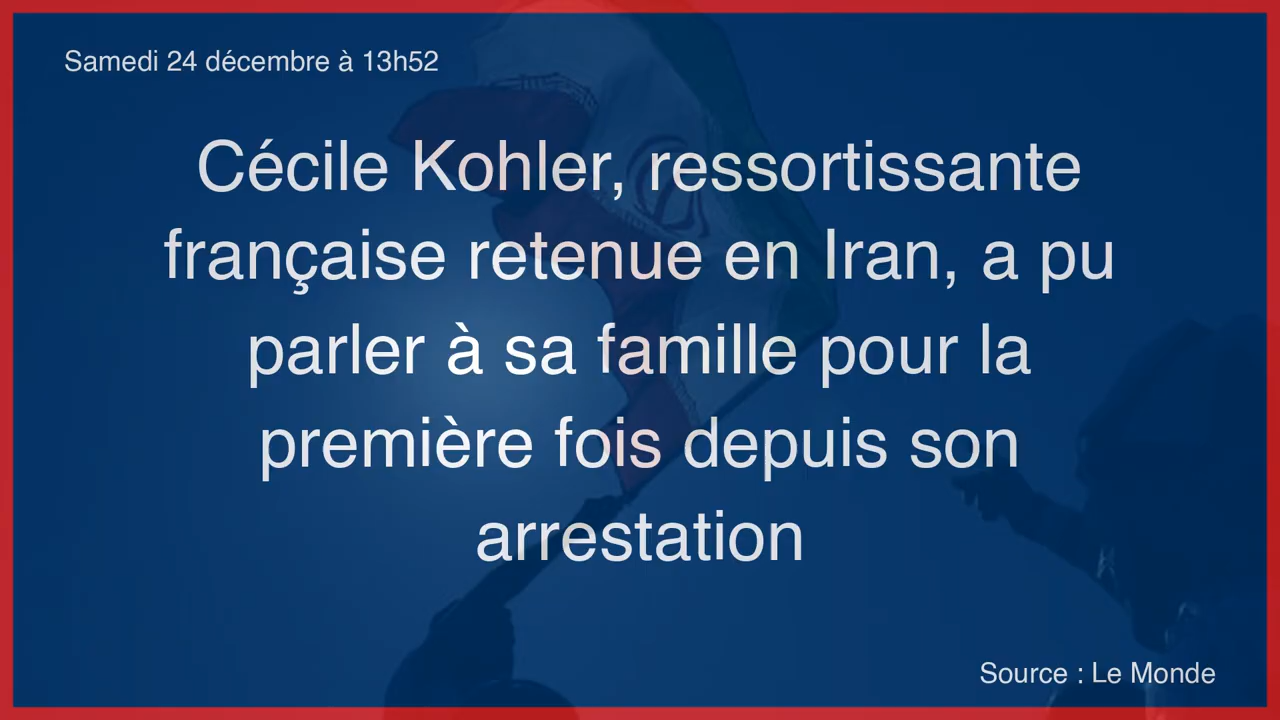 Samedi 24 décembre à 13h52
Cécile Kohler, ressortissante
française retenue en Iran, a pu
parler à sa famille pour la
première fois depuis son
arrestation
Source : Le Monde